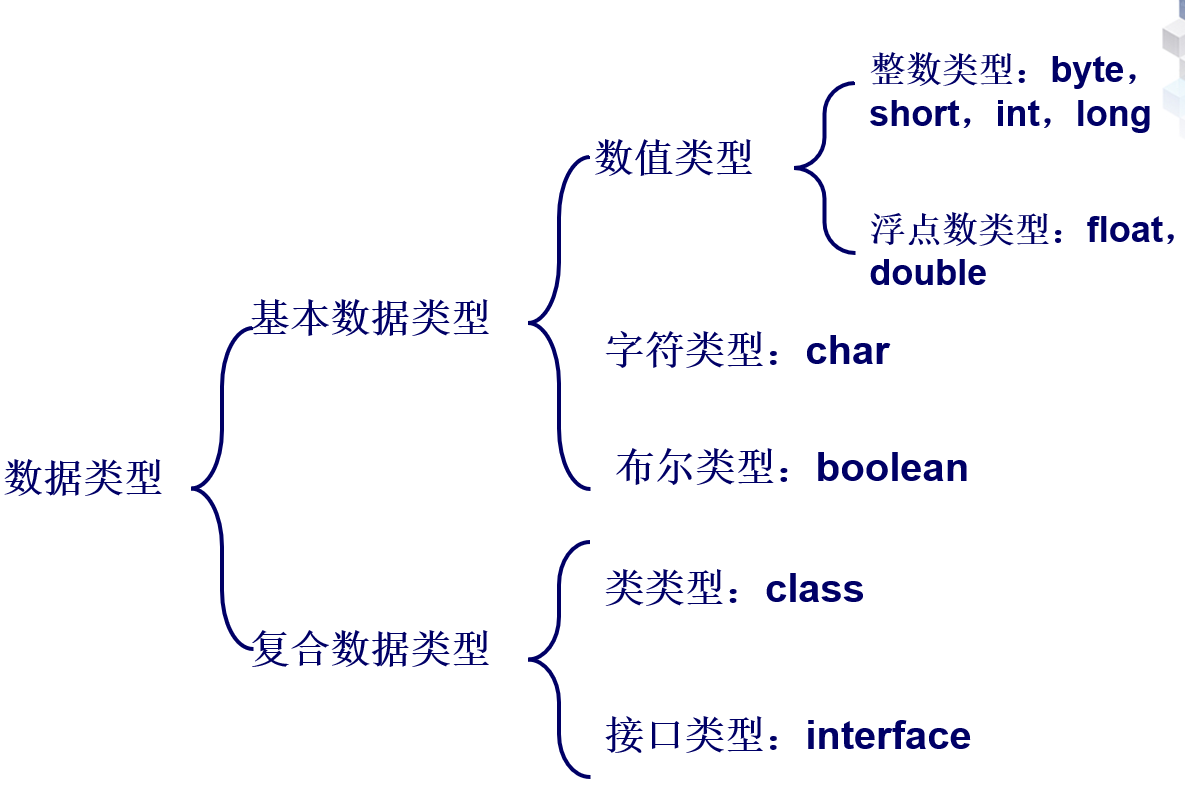 整数类型：byte，
short，int，long
数值类型
浮点数类型：float，
double
基本数据类型
字符类型：char
布尔类型：boolean
数据类型
类类型：class
复合数据类型
接口类型：interface